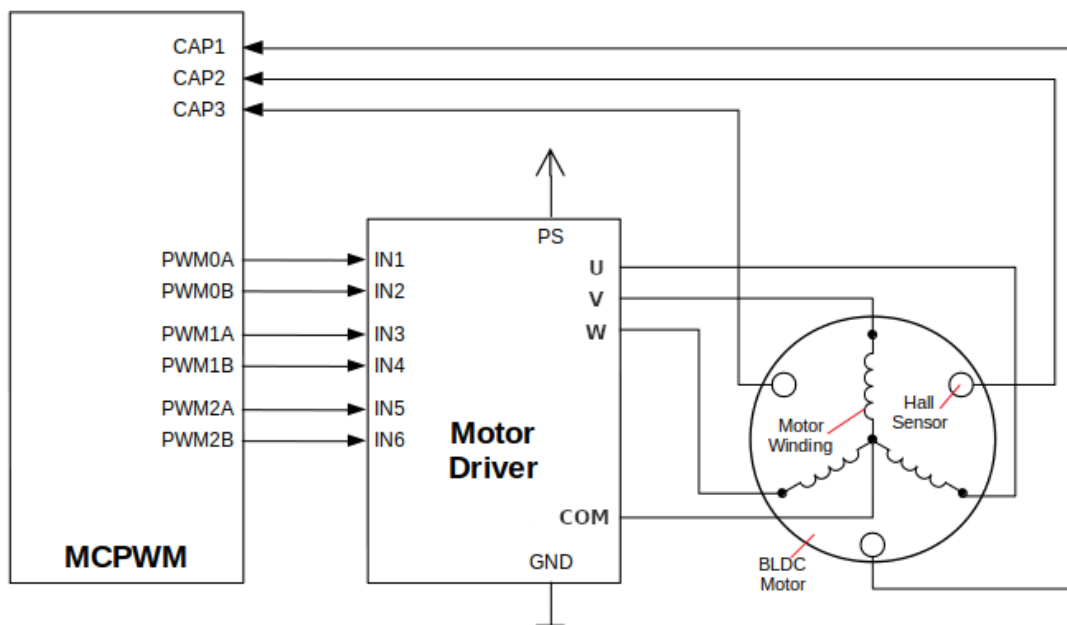 CAP1
CAP2
CAP3
PS
PWM0A
IN1
U
PWM0B
IN2
V
PWM1A
IN3
W
PWM1B
IN4
PWM2A
IN5
PWM2B
IN6
Motor
Driver
Hall
Sensor
Motor
Winding
COM
MCPWM
GND
BLDC
Motor